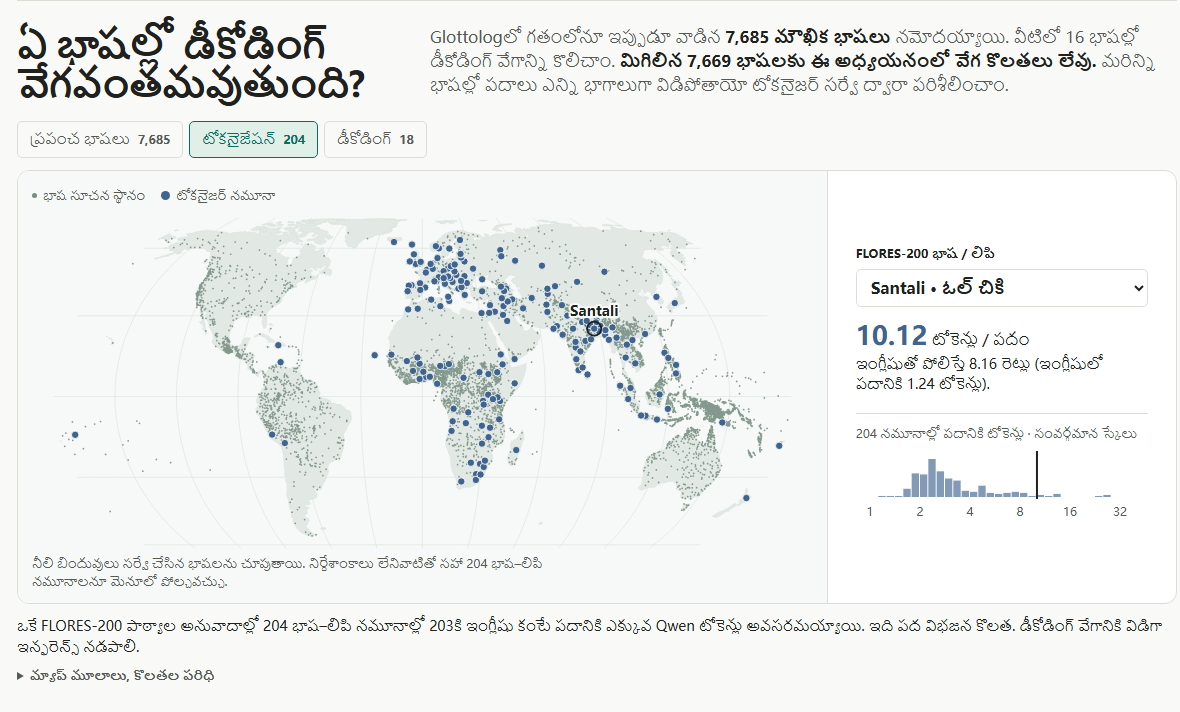 ఏ భాషల్లో డీకోడింగ్
వేగవంతమవుతుంది?
Glottologలో గతంలోనూ ఇప్పుడూ వాడిన 7,685 మౌఖిక భాషలు నమోదయ్యాయి. వీటిలో 16 భాషల్లో
డీకోడింగ్ వేగాన్ని కొలిచాం. మిగిలిన 7,669 భాషలకు ఈ అధ్యయనంలో వేగ కొలతలు లేవు. మరిన్ని
భాషల్లో పదాలు ఎన్ని భాగాలుగా విడిపోతాయో టోకనైజర్ సర్వే ద్వారా పరిశీలించాం.
ప్రపంచ భాషలు 7,685
టోకనైజేషన్ 204
డీకోడింగ్ 18
భాష సూచన స్థానం
టోకనైజర్ నమూనా
Santali
నీలి బిందువులు సర్వే చేసిన భాషలను చూపుతాయి. నిర్దేశాంకాలు లేనివాటితో సహా 204 భాష–లిపి
నమూనాలనూ మెనూలో పోల్చవచ్చు.
FLORES-200 భాష / లిపి
Santali • ఓల్ చికి
10.12 టోకెన్లు / పదం
ఇంగ్లీషుతో పోలిస్తే 8.16 రెట్లు (ఇంగ్లీషులో
పదానికి 1.24 టోకెన్లు).
204 నమూనాల్లో పదానికి టోకెన్లు · సంవర్గమాన స్కేలు
1 2 4 8 16 32
ఒకే FLORES-200 పాఠ్యాల అనువాదాల్లో 204 భాష–లిపి నమూనాల్లో 203కి ఇంగ్లీషు కంటే పదానికి ఎక్కువ Qwen టోకెన్లు అవసరమయ్యాయి. ఇది పద విభజన కొలత. డీకోడింగ్ వేగానికి విడిగా
ఇన్ఫరెన్స్ నడపాలి.
మ్యాప్ మూలాలు, కొలతల పరిధి